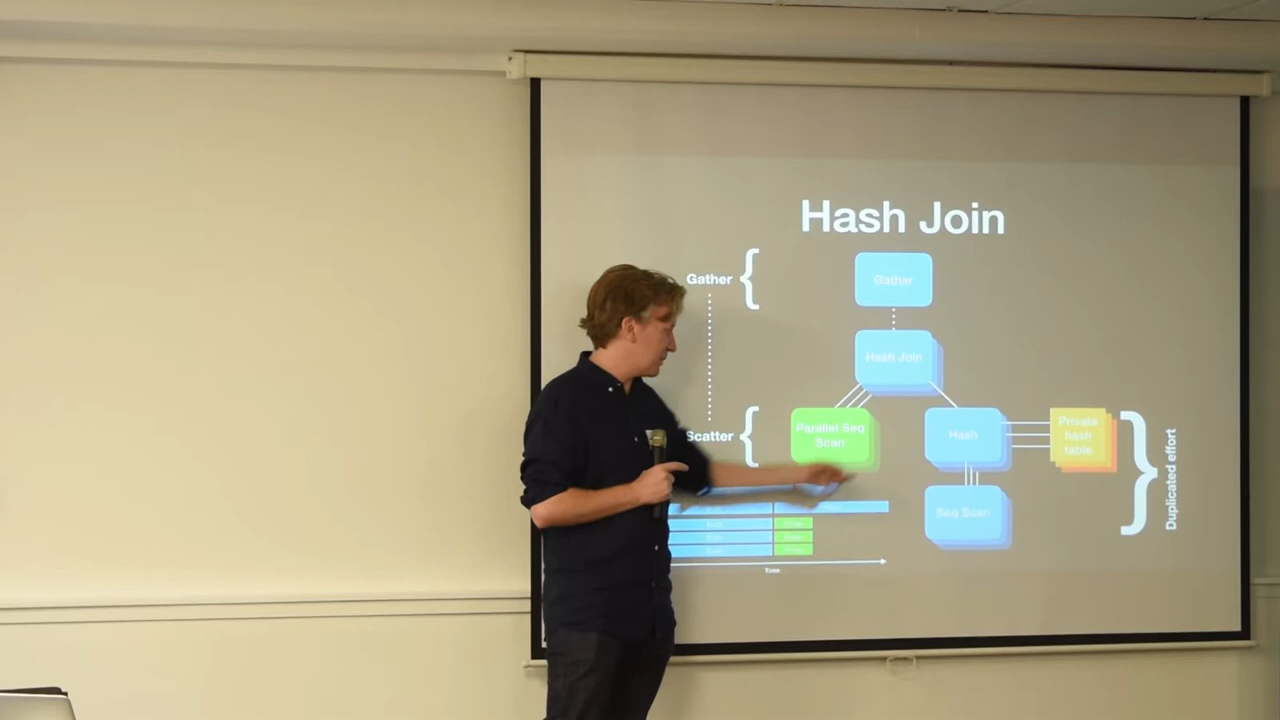 Hash Join
Gather
Gather
Hash Join
Scatter
Parallel Seq
Scan
Hash
Private
hash
table
Seq Scan
Duplicated effort
Time